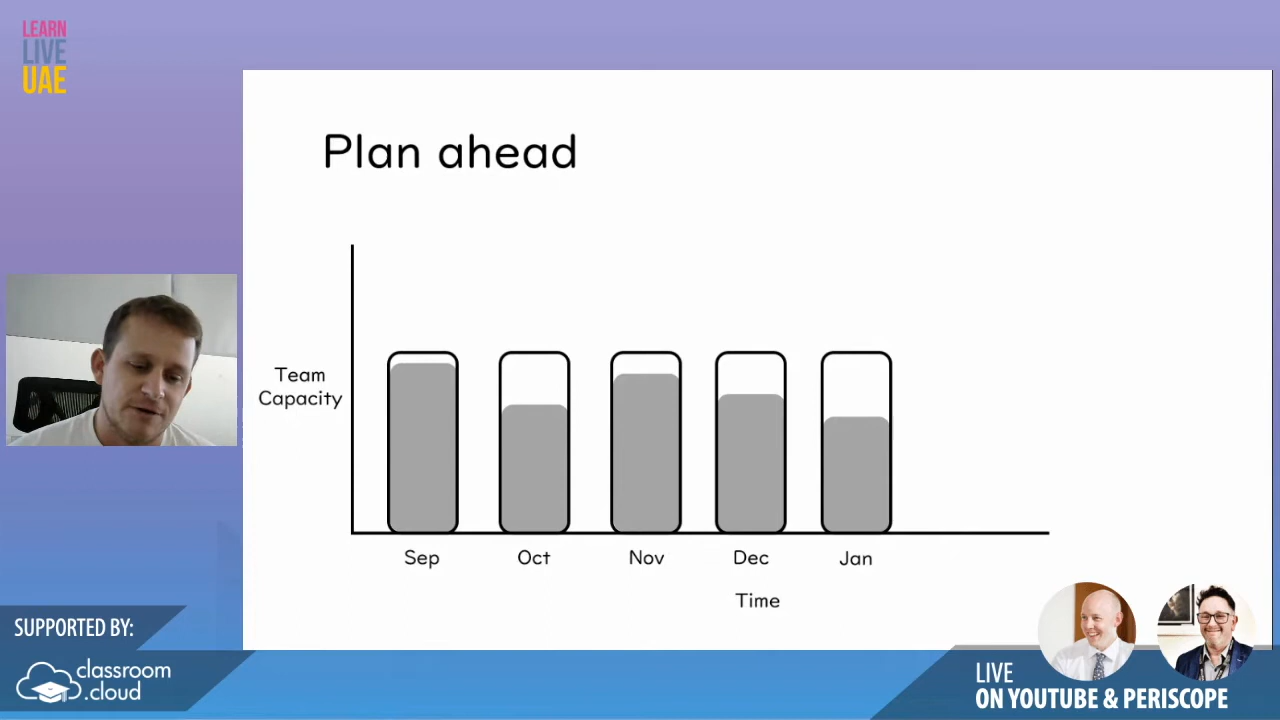 LEARN
LIVE
UAE
Plan ahead
Team
Capacity
Sep Oct Nov Dec Jan
Time
SUPPORTED BY:
classroom
.cloud
LIVE
ON YOUTUBE & PERISCOPE